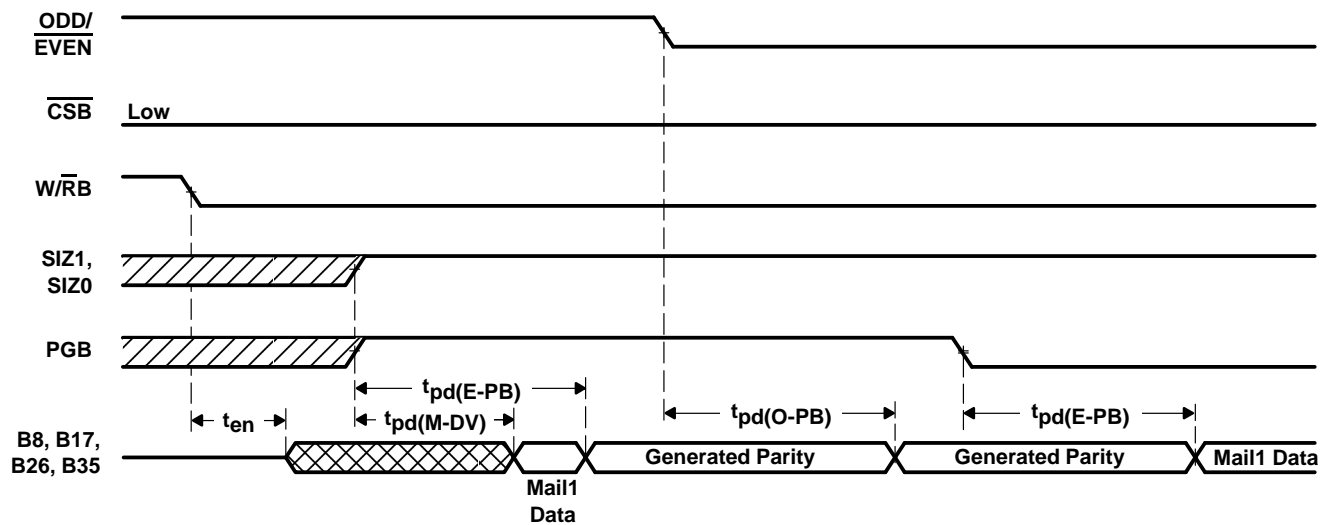 ODD/
EVEN
CSB
Low
W/RB
SIZ1,
SIZ0
PGB
tpd(E-PB)
ten
tpd(M-DV)
tpd(O-PB)
tpd(E-PB)
B8, B17,
B26, B35
Generated Parity
Generated Parity
Mail1 Data
Mail1
Data